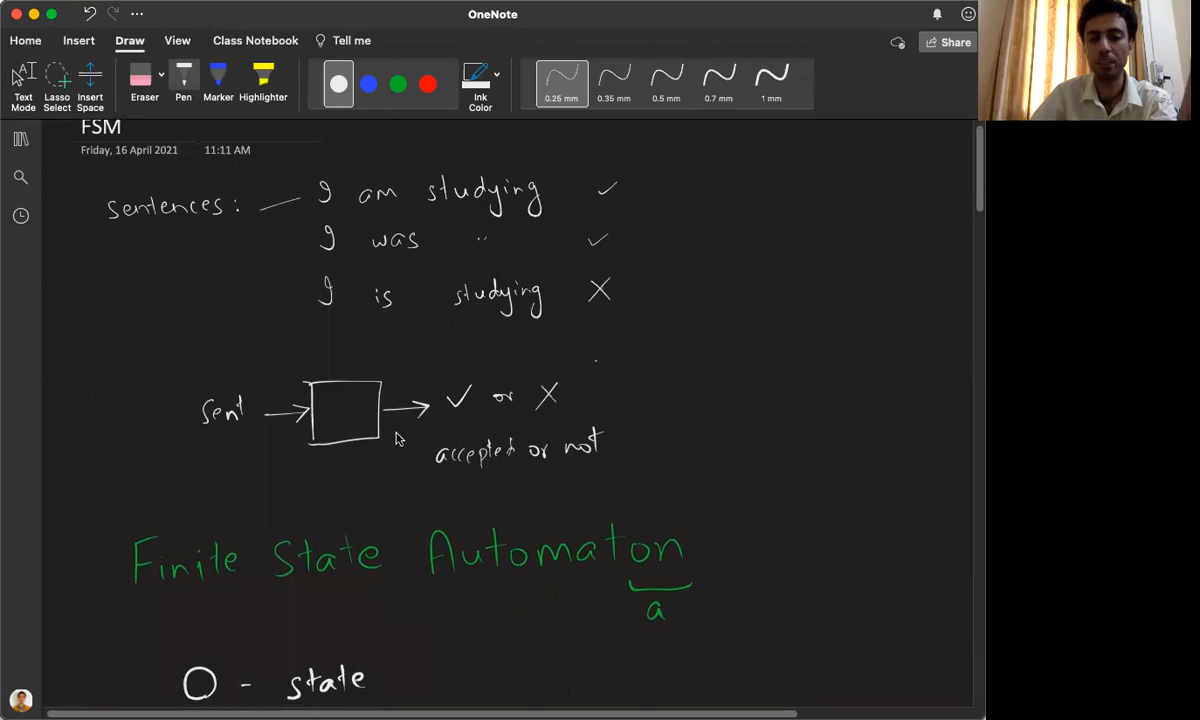 OneNote
Home Insert Draw View Class Notebook Tell me
Share
Text Mode
Lasso Select
Insert Space
Eraser
Pen
Marker
Highlighter
Ink Color
0.25 mm 0.35 mm 0.5 mm 0.7 mm 1 mm
FSM
Friday, 16 April 2021 11:11 AM
sentences: — I am studying ✓
I was " ✓
I is studying X
Sent → → ✓ or X
accepted or not
Finite State Automaton
a
O - state